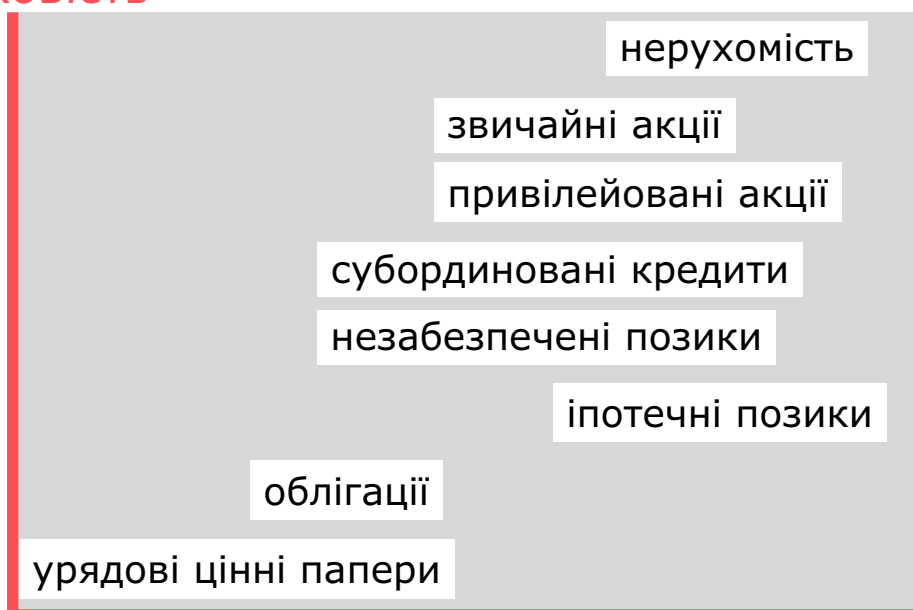 нерухомість
звичайні акції
привілейовані акції
субординовані кредити
незабезпечені позики
іпотечні позики
облігації
урядові цінні папери